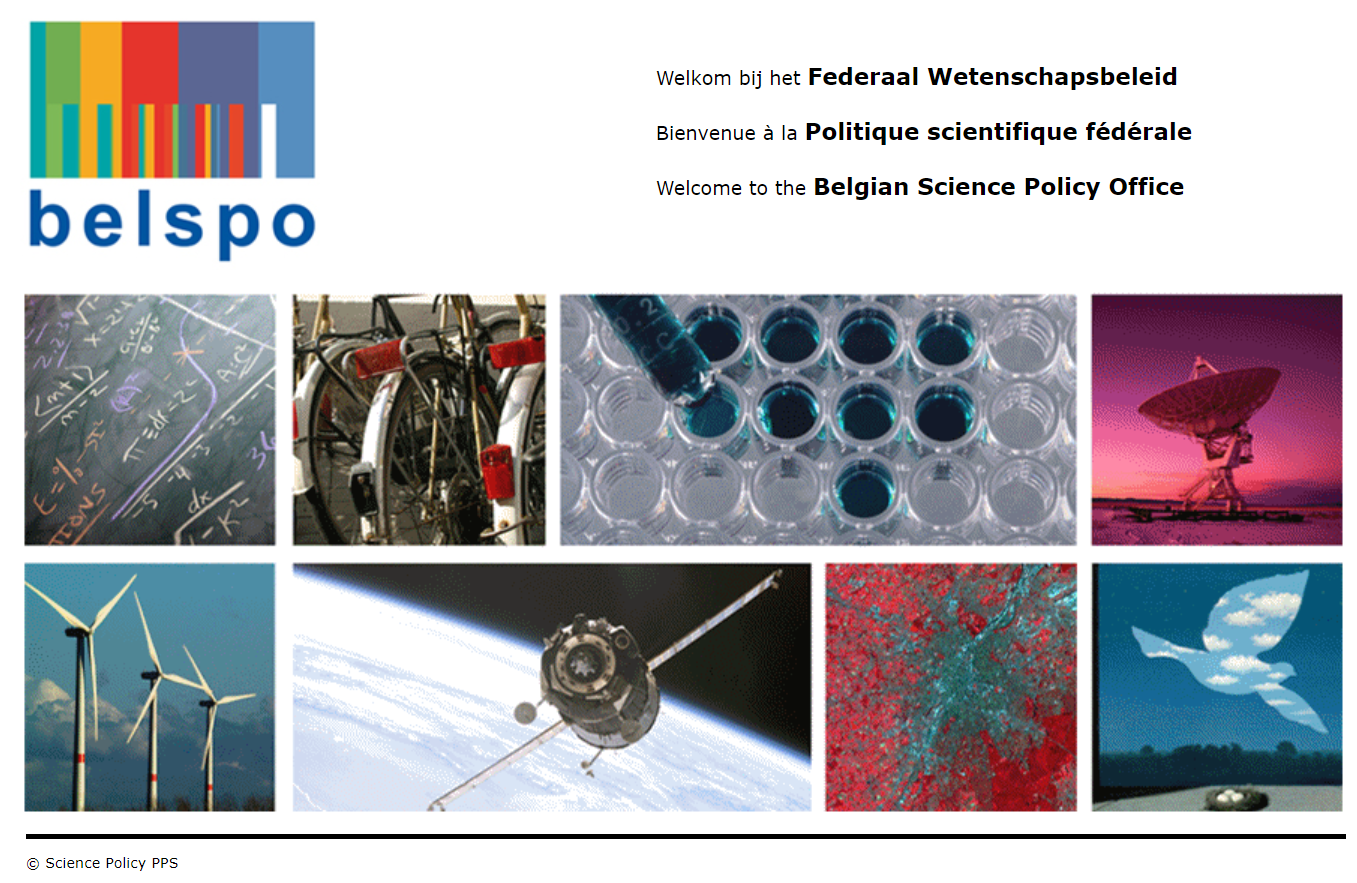 belspo
Welkom bij het Federaal Wetenschapsbeleid
Bienvenue à la Politique scientifique fédérale
Welcome to the Belgian Science Policy Office
© Science Policy PPS